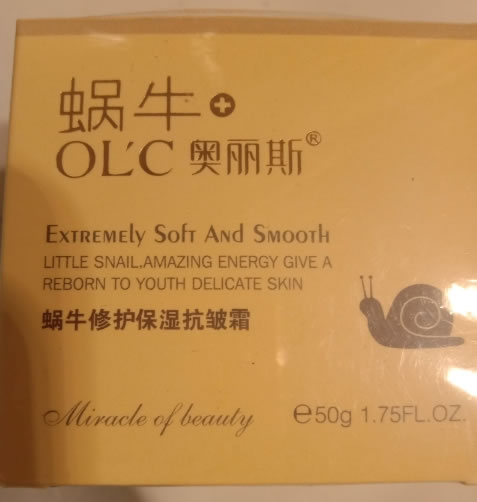 蜗牛+
OL'C 奥丽斯®
EXTREMELY SOFT AND SMOOTH
LITTLE SNAIL,AMAZING ENERGY GIVE A
REBORN TO YOUTH DELICATE SKIN
蜗牛修护保湿抗皱霜
Miracle of beauty
℮50g 1.75FL.OZ.